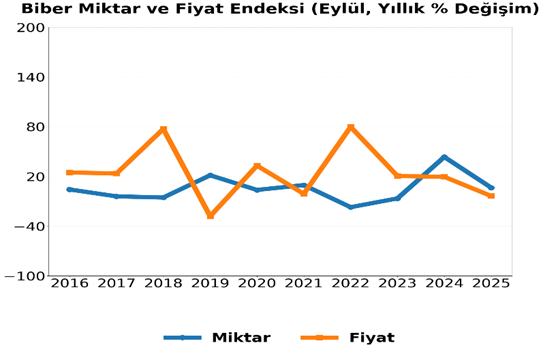 Biber Miktar ve Fiyat Endeksi (Eylül, Yıllık % Değişim)
200
140
80
20
−40
−100
2016 2017 2018 2019 2020 2021 2022 2023 2024 2025
Miktar Fiyat